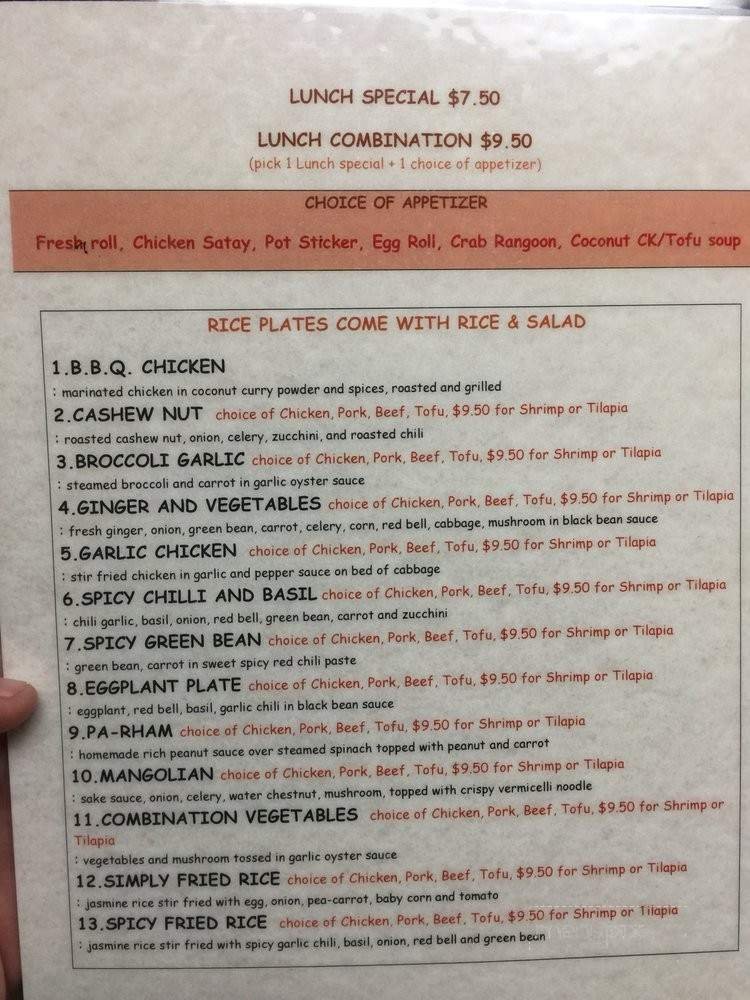 LUNCH SPECIAL $7.50
LUNCH COMBINATION $9.50
(pick 1 Lunch special + 1 choice of appetizer)
CHOICE OF APPETIZER
Fresh roll, Chicken Satay, Pot Sticker, Egg Roll, Crab Rangoon, Coconut CK/Tofu soup
RICE PLATES COME WITH RICE & SALAD
1.B.B.Q. CHICKEN
: marinated chicken in coconut curry powder and spices, roasted and grilled
2.CASHEW NUT choice of Chicken, Pork, Beef, Tofu, $9.50 for Shrimp or Tilapia
: roasted cashew nut, onion, celery, zucchini, and roasted chili
3.BROCCOLI GARLIC choice of Chicken, Pork, Beef, Tofu, $9.50 for Shrimp or Tilapia
: steamed broccoli and carrot in garlic oyster sauce
4.GINGER AND VEGETABLES choice of Chicken, Pork, Beef, Tofu, $9.50 for Shrimp or Tilapia
: fresh ginger, onion, green bean, carrot, celery, corn, red bell, cabbage, mushroom in black bean sauce
5.GARLIC CHICKEN choice of Chicken, Pork, Beef, Tofu, $9.50 for Shrimp or Tilapia
: stir fried chicken in garlic and pepper sauce on bed of cabbage
6.SPICY CHILLI AND BASIL choice of Chicken, Pork, Beef, Tofu, $9.50 for Shrimp or Tilapia
: chili garlic, basil, onion, red bell, green bean, carrot and zucchini
7.SPICY GREEN BEAN choice of Chicken, Pork, Beef, Tofu, $9.50 for Shrimp or Tilapia
: green bean, carrot in sweet spicy red chili paste
8.EGGPLANT PLATE choice of Chicken, Pork, Beef, Tofu, $9.50 for Shrimp or Tilapia
: eggplant, red bell, basil, garlic chili in black bean sauce
9.PA-RHAM choice of Chicken, Pork, Beef, Tofu, $9.50 for Shrimp or Tilapia
: homemade rich peanut sauce over steamed spinach topped with peanut and carrot
10.MANGOLIAN choice of Chicken, Pork, Beef, Tofu, $9.50 for Shrimp or Tilapia
: sake sauce, onion, celery, water chestnut, mushroom, topped with crispy vermicelli noodle
11.COMBINATION VEGETABLES choice of Chicken, Pork, Beef, Tofu, $9.50 for Shrimp or
Tilapia
: vegetables and mushroom tossed in garlic oyster sauce
12.SIMPLY FRIED RICE choice of Chicken, Pork, Beef, Tofu, $9.50 for Shrimp or Tilapia
: jasmine rice stir fried with egg, onion, pea-carrot, baby corn and tomato
13.SPICY FRIED RICE choice of Chicken, Pork, Beef, Tofu, $9.50 for Shrimp or Tilapia
: jasmine rice stir fried with spicy garlic chili, basil, onion, red bell and green bean